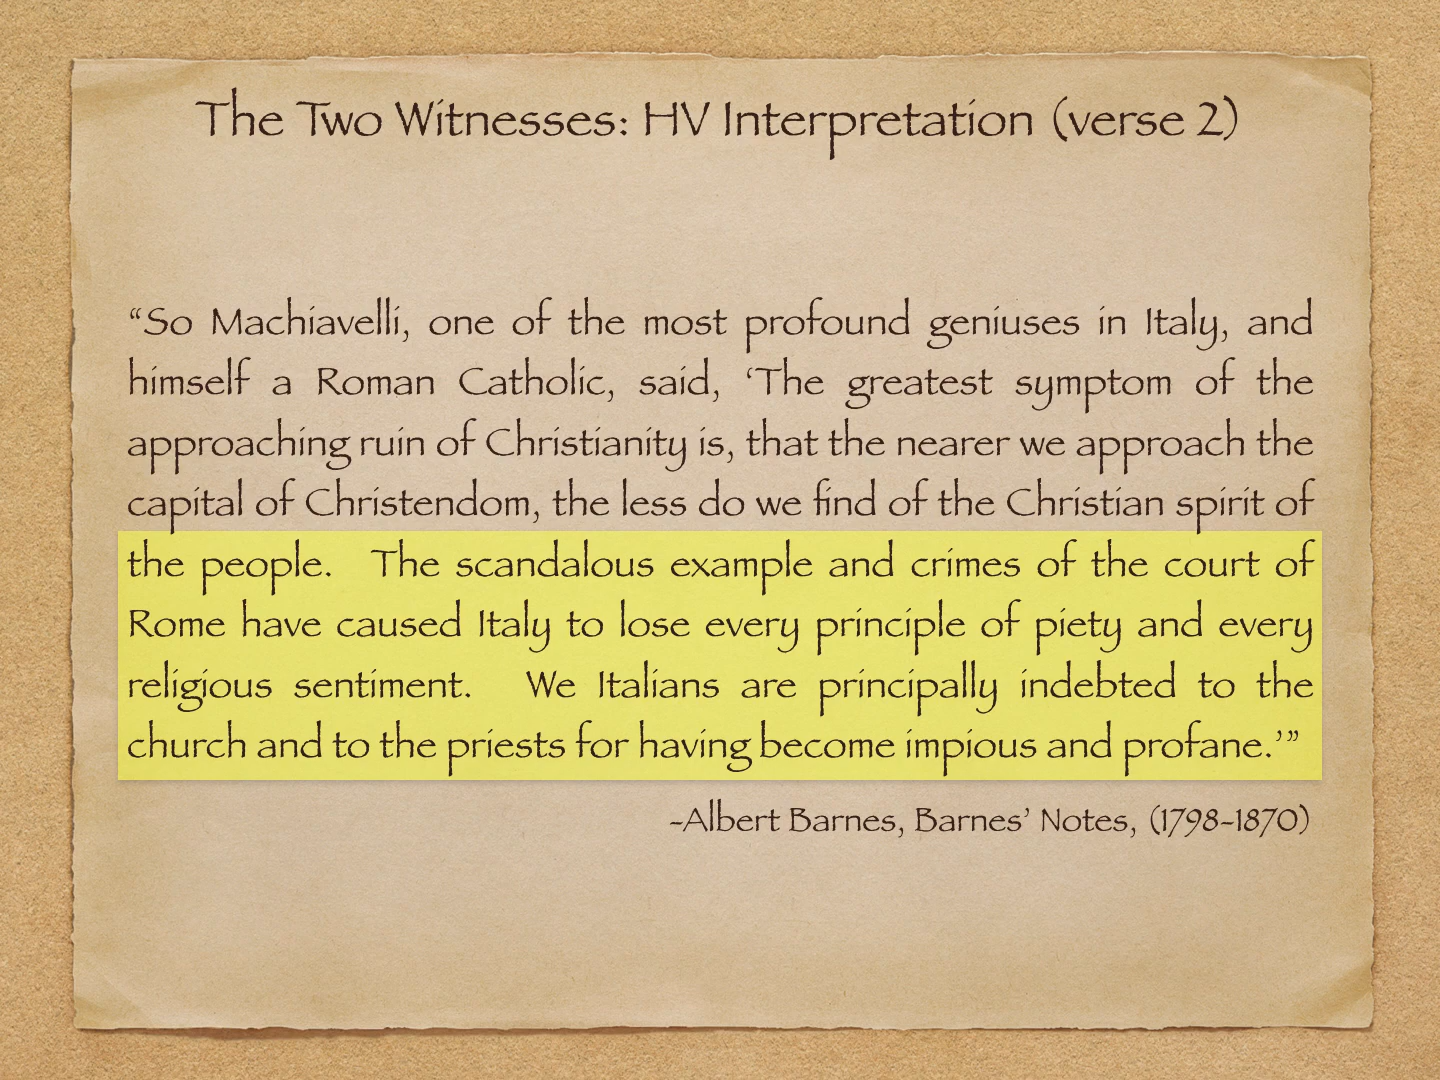 The Two Witnesses: HV Interpretation (verse 2)
“So Machiavelli, one of the most profound geniuses in Italy, and
himself a Roman Catholic, said, ‘The greatest symptom of the
approaching ruin of Christianity is, that the nearer we approach the
capital of Christendom, the less do we find of the Christian spirit of
the people. The scandalous example and crimes of the court of
Rome have caused Italy to lose every principle of piety and every
religious sentiment. We Italians are principally indebted to the
church and to the priests for having become impious and profane.’”
-Albert Barnes, Barnes’ Notes, (1798-1870)